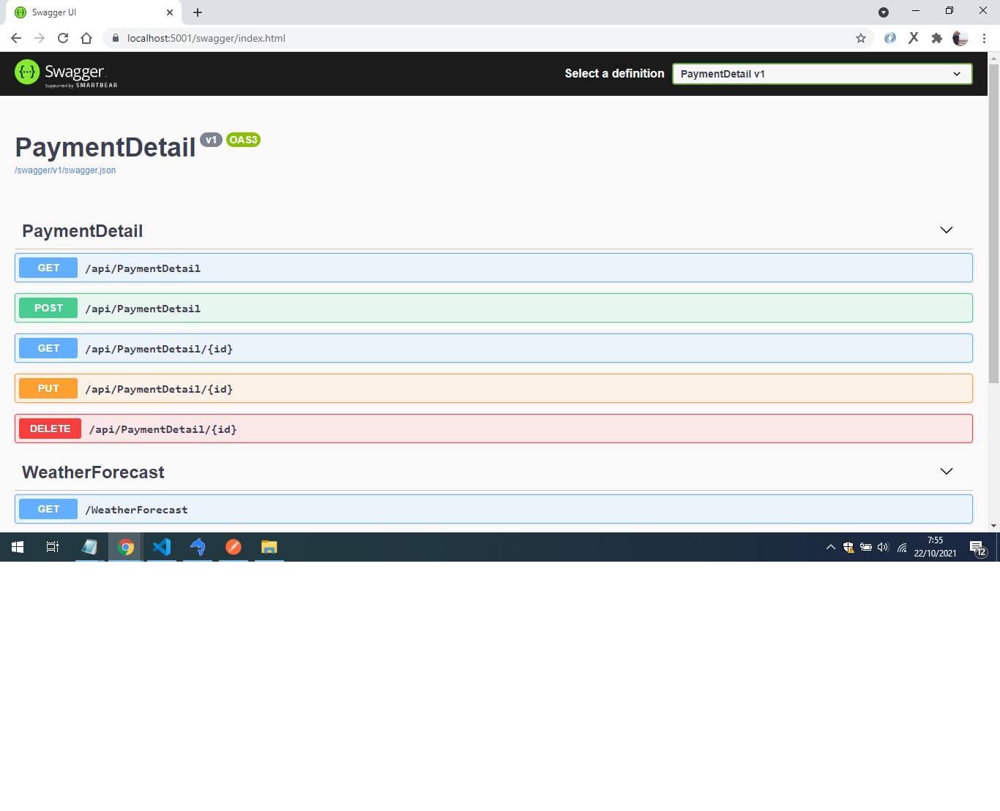 Swagger UI
localhost:5001/swagger/index.html
Swagger
Supported by SMARTBEAR
Select a definition
PaymentDetail v1
PaymentDetail v1 OAS3
/swagger/v1/swagger.json
PaymentDetail
GET /api/PaymentDetail
POST /api/PaymentDetail
GET /api/PaymentDetail/{id}
PUT /api/PaymentDetail/{id}
DELETE /api/PaymentDetail/{id}
WeatherForecast
GET /WeatherForecast
7:55
22/10/2021
12